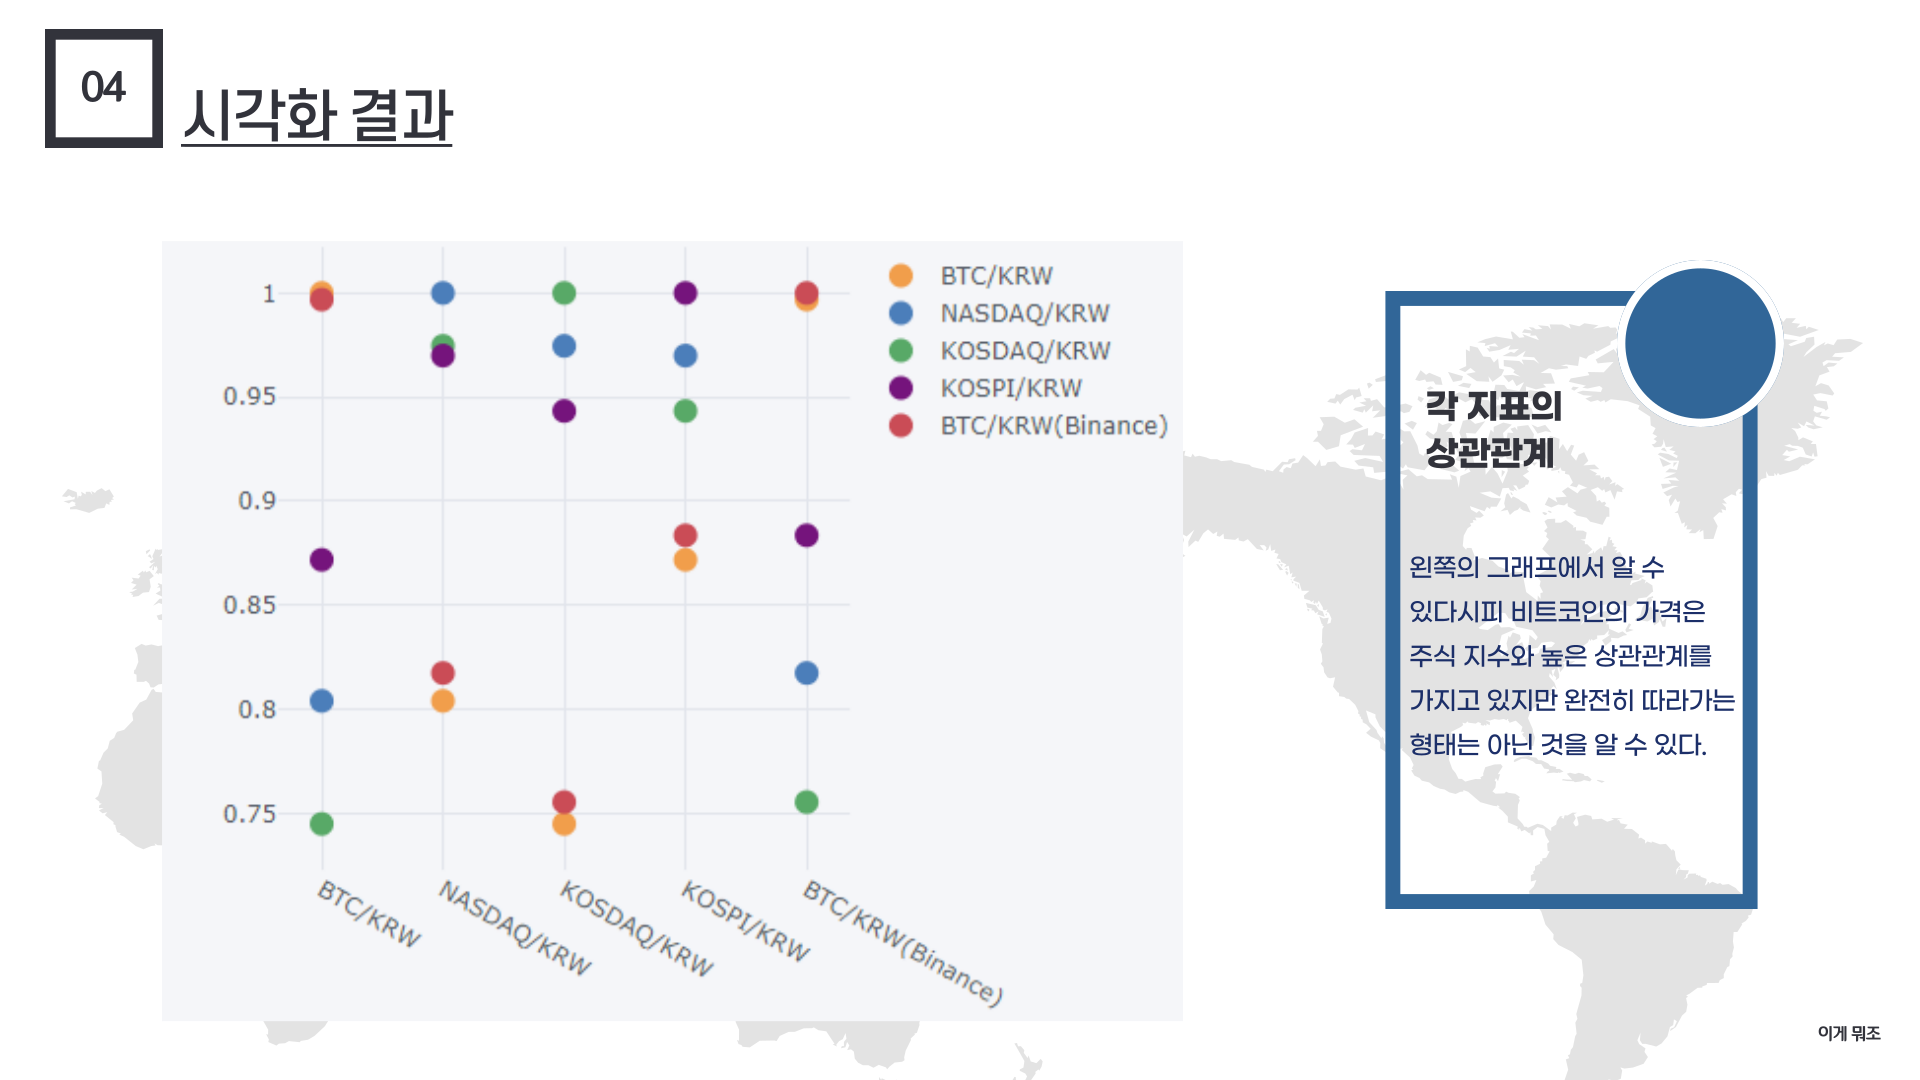 04
시각화 결과
1
0.95
0.9
0.85
0.8
0.75
BTC/KRW
NASDAQ/KRW
KOSDAQ/KRW
KOSPI/KRW
BTC/KRW(Binance)
BTC/KRW
NASDAQ/KRW
KOSDAQ/KRW
KOSPI/KRW
BTC/KRW(Binance)
각 지표의
상관관계
왼쪽의 그래프에서 알 수
있다시피 비트코인의 가격은
주식 지수와 높은 상관관계를
가지고 있지만 완전히 따라가는
형태는 아닌 것을 알 수 있다.
이게 뭐조